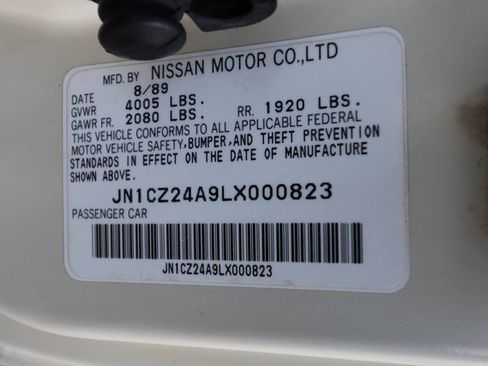 MFD. BY NISSAN MOTOR CO.,LTD
DATE 8/89
GVWR 4005 LBS.
GAWR FR. 2080 LBS. RR. 1920 LBS.
THIS VEHICLE CONFORMS TO ALL APPLICABLE FEDERAL
MOTOR VEHICLE SAFETY,BUMPER,AND THEFT PREVENTION
STANDARDS IN EFFECT ON THE DATE OF MANUFACTURE
SHOWN ABOVE.
JN1CZ24A9LX000823
PASSENGER CAR
JN1CZ24A9LX000823